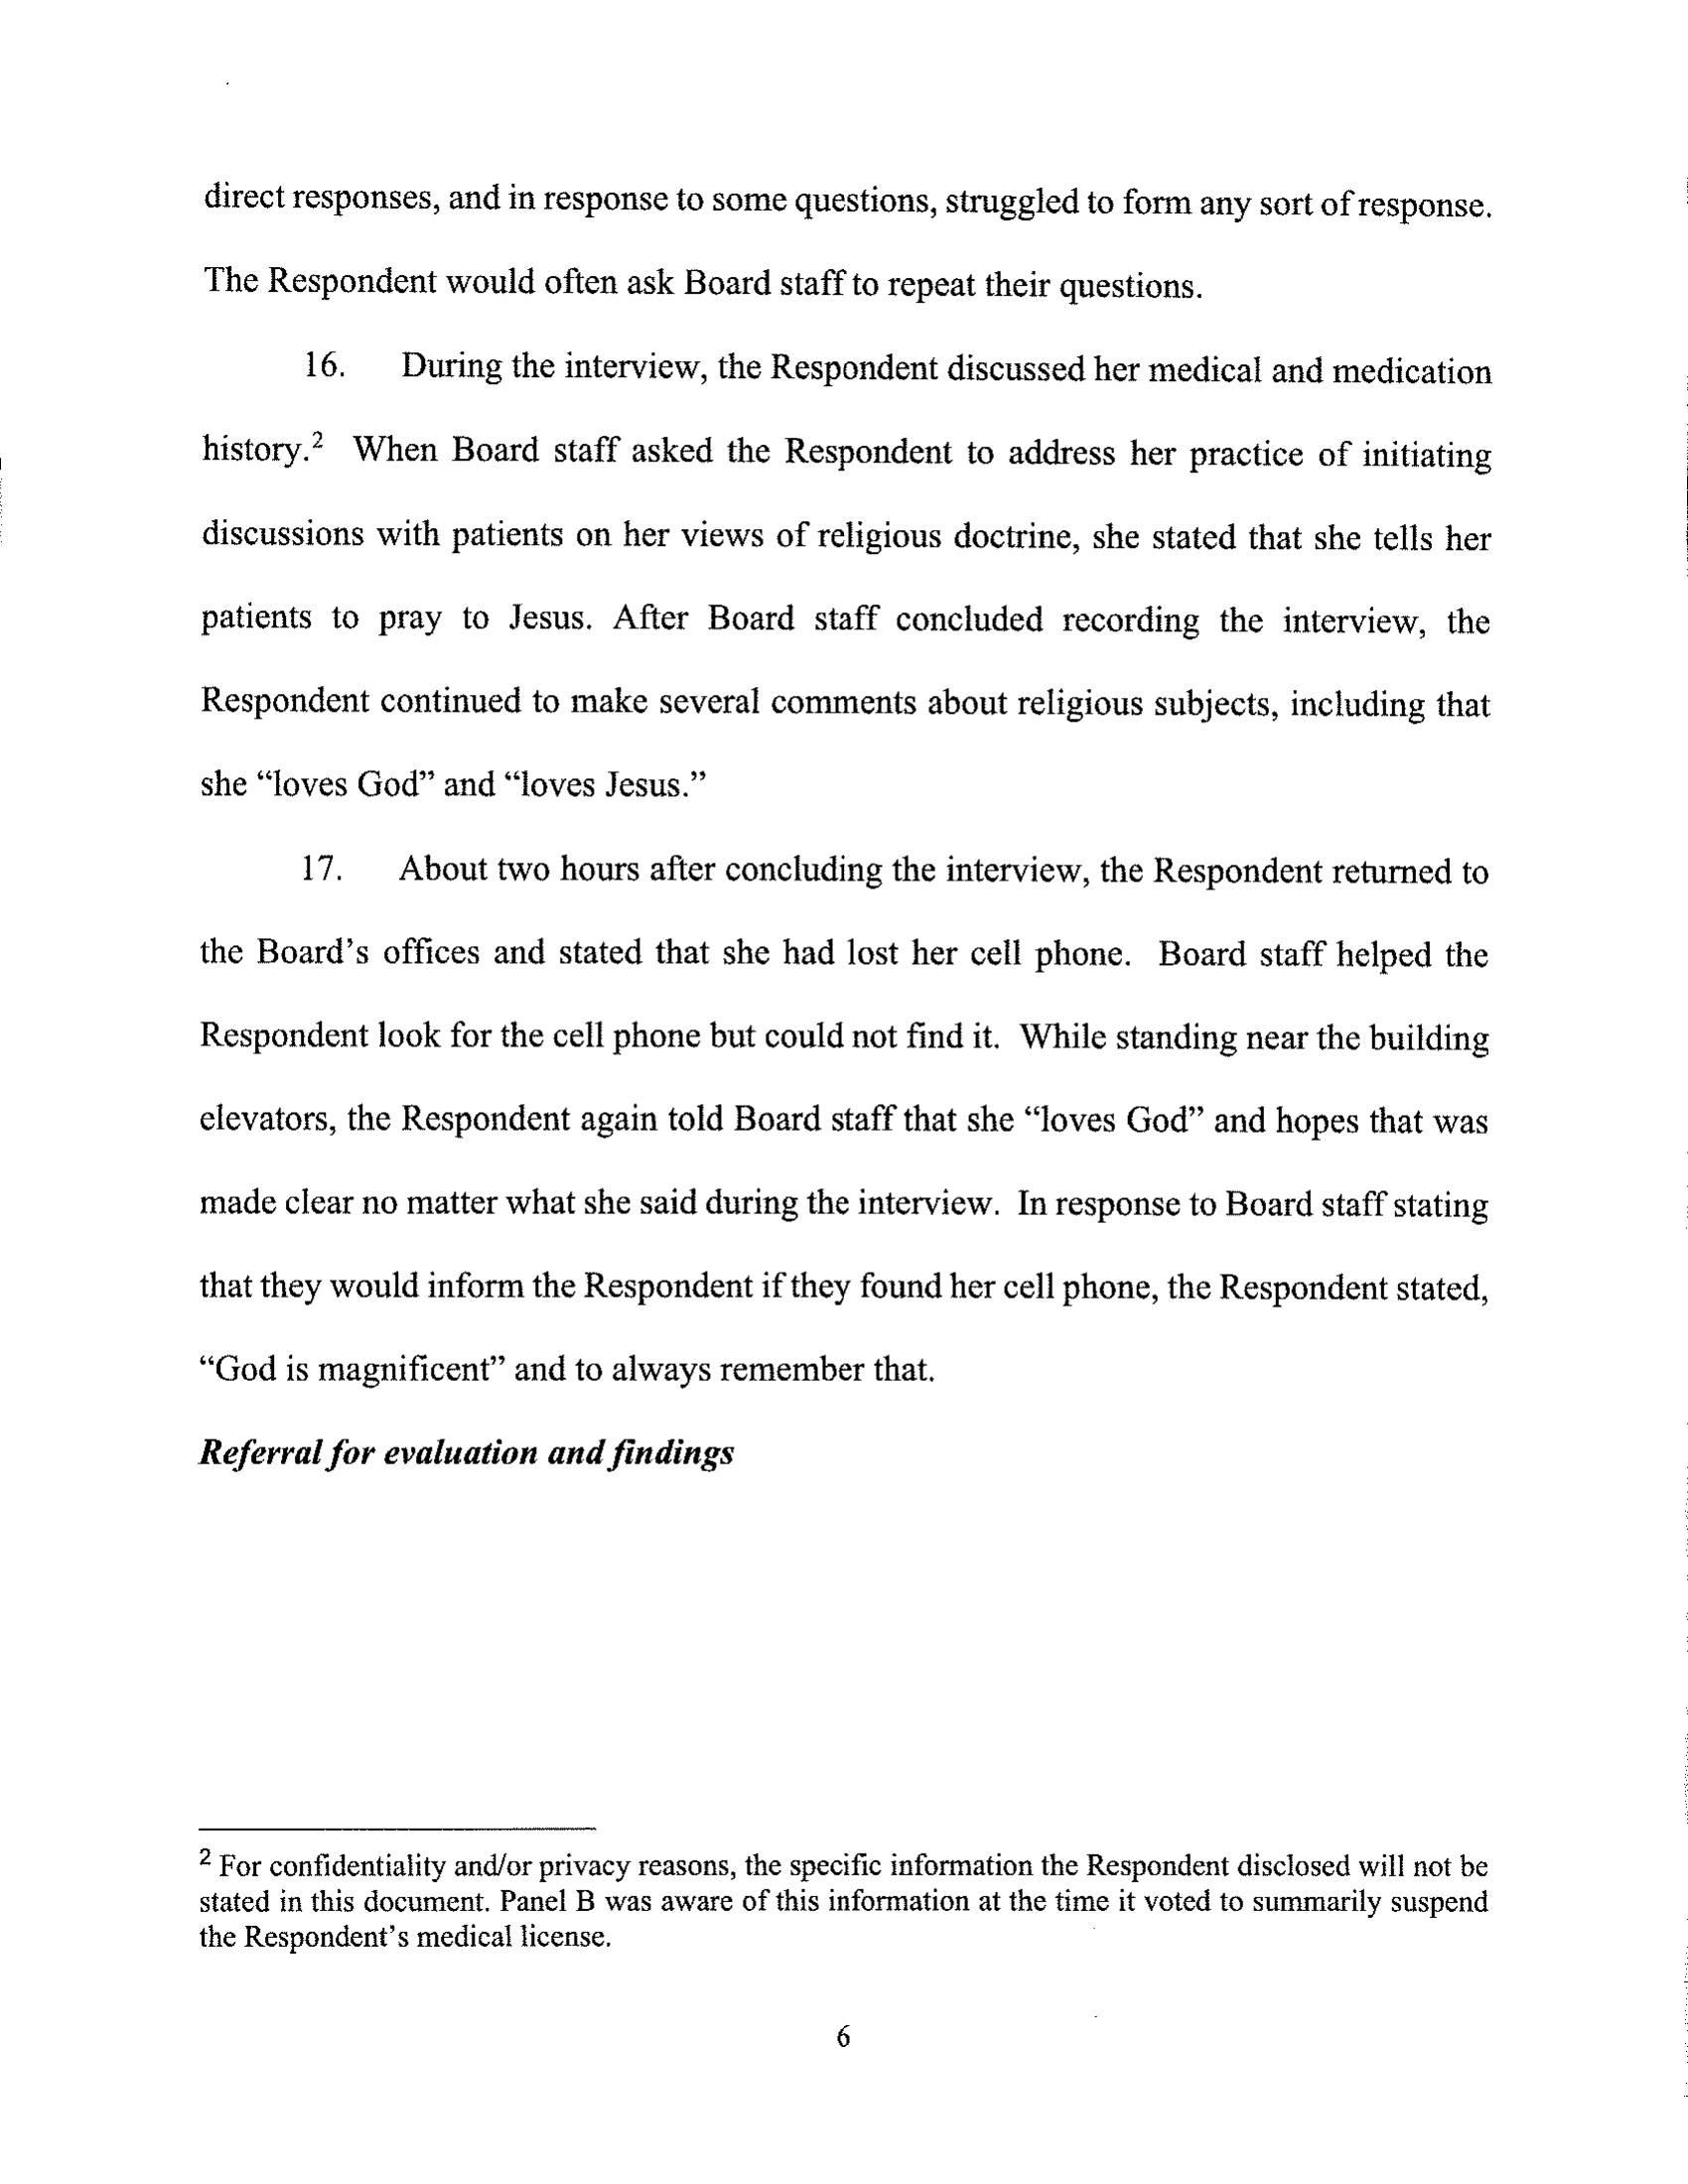 direct responses, and in response to some questions, struggled to form any sort of response.
The Respondent would often ask Board staff to repeat their questions.
16. During the interview, the Respondent discussed her medical and medication
history.² When Board staff asked the Respondent to address her practice of initiating
discussions with patients on her views of religious doctrine, she stated that she tells her
patients to pray to Jesus. After Board staff concluded recording the interview, the
Respondent continued to make several comments about religious subjects, including that
she “loves God” and “loves Jesus.”
17. About two hours after concluding the interview, the Respondent returned to
the Board’s offices and stated that she had lost her cell phone. Board staff helped the
Respondent look for the cell phone but could not find it. While standing near the building
elevators, the Respondent again told Board staff that she “loves God” and hopes that was
made clear no matter what she said during the interview. In response to Board staff stating
that they would inform the Respondent if they found her cell phone, the Respondent stated,
“God is magnificent” and to always remember that.
Referral for evaluation and findings
² For confidentiality and/or privacy reasons, the specific information the Respondent disclosed will not be
stated in this document. Panel B was aware of this information at the time it voted to summarily suspend
the Respondent’s medical license.
6